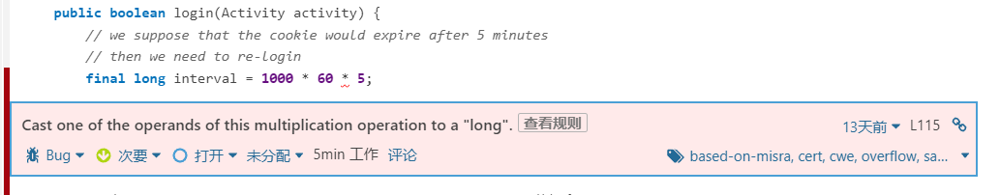 public boolean login(Activity activity) {
// we suppose that the cookie would expire after 5 minutes
// then we need to re-login
final long interval = 1000 * 60 * 5;
Cast one of the operands of this multiplication operation to a "long". 查看规则 13天前 L115
Bug 次要 打开 未分配 5min 工作 评论 based-on-misra, cert, cwe, overflow, sa...